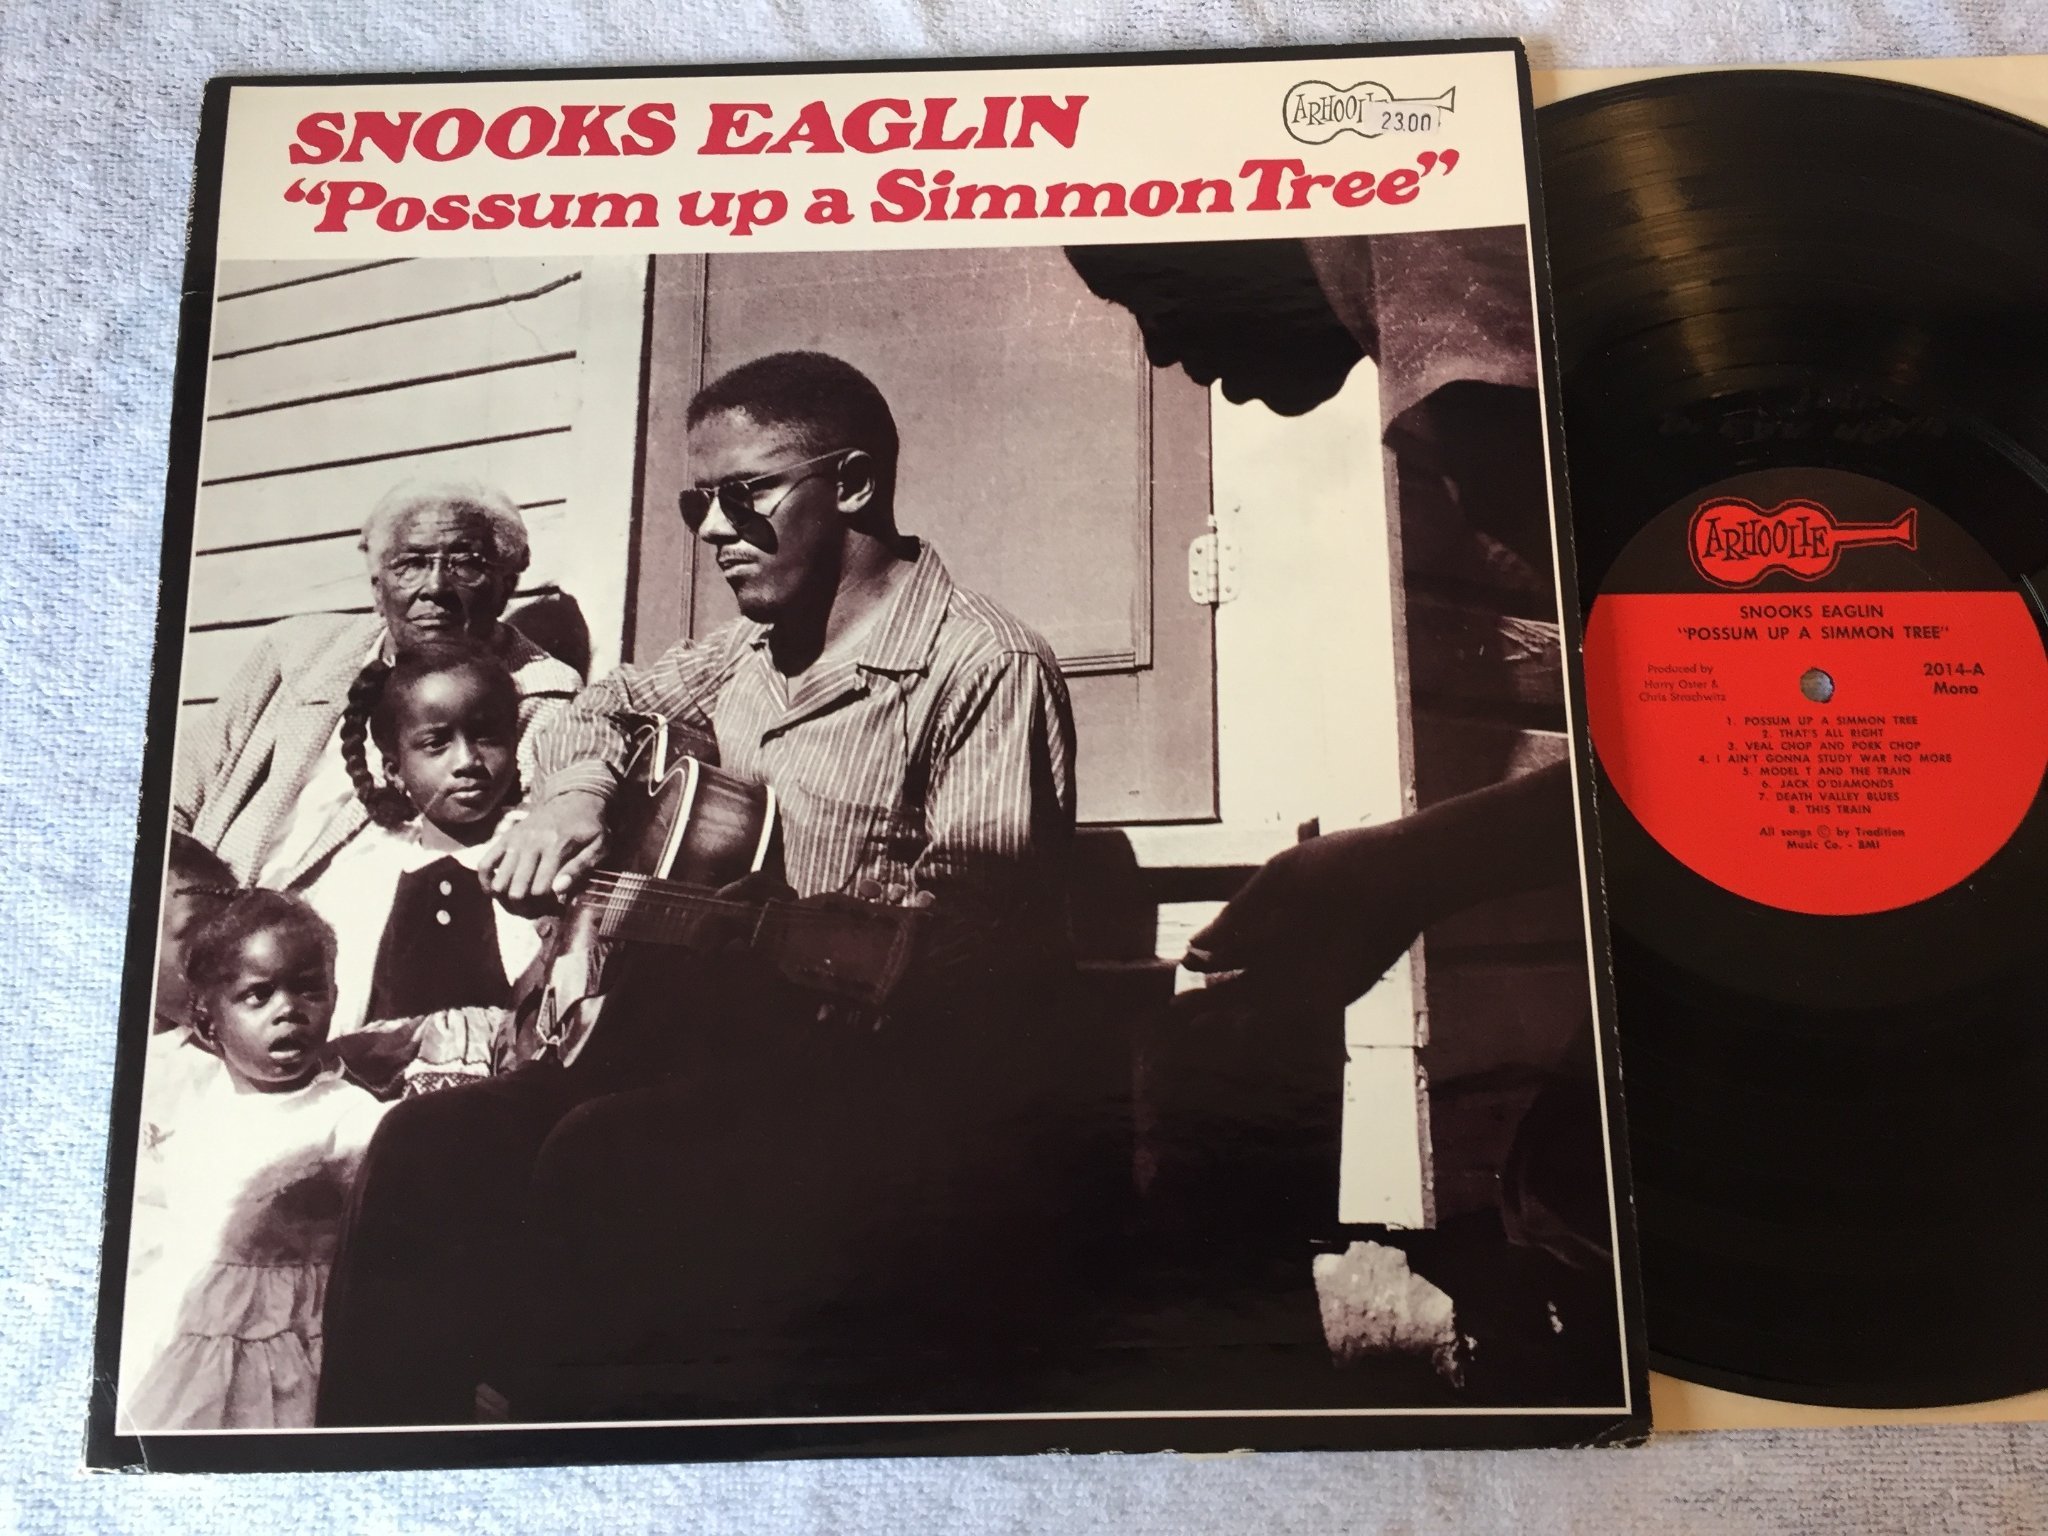 SNOOKS EAGLIN
ARHOOL
23.00
"Possum up a Simmon Tree"
ARHOOLIE
SNOOKS EAGLIN
"POSSUM UP A SIMMON TREE"
Produced by
Harry Oster &
Chris Strachwitz
2014-A
Mono
1. POSSUM UP A SIMMON TREE
2. THAT'S ALL RIGHT
3. VEAL CHOP AND PORK CHOP
4. I AIN'T GONNA STUDY WAR NO MORE
5. MODEL T AND THE TRAIN
6. JACK O'DIAMONDS
7. DEATH VALLEY BLUES
8. THIS TRAIN
All songs © by Tradition
Music Co. - BMI